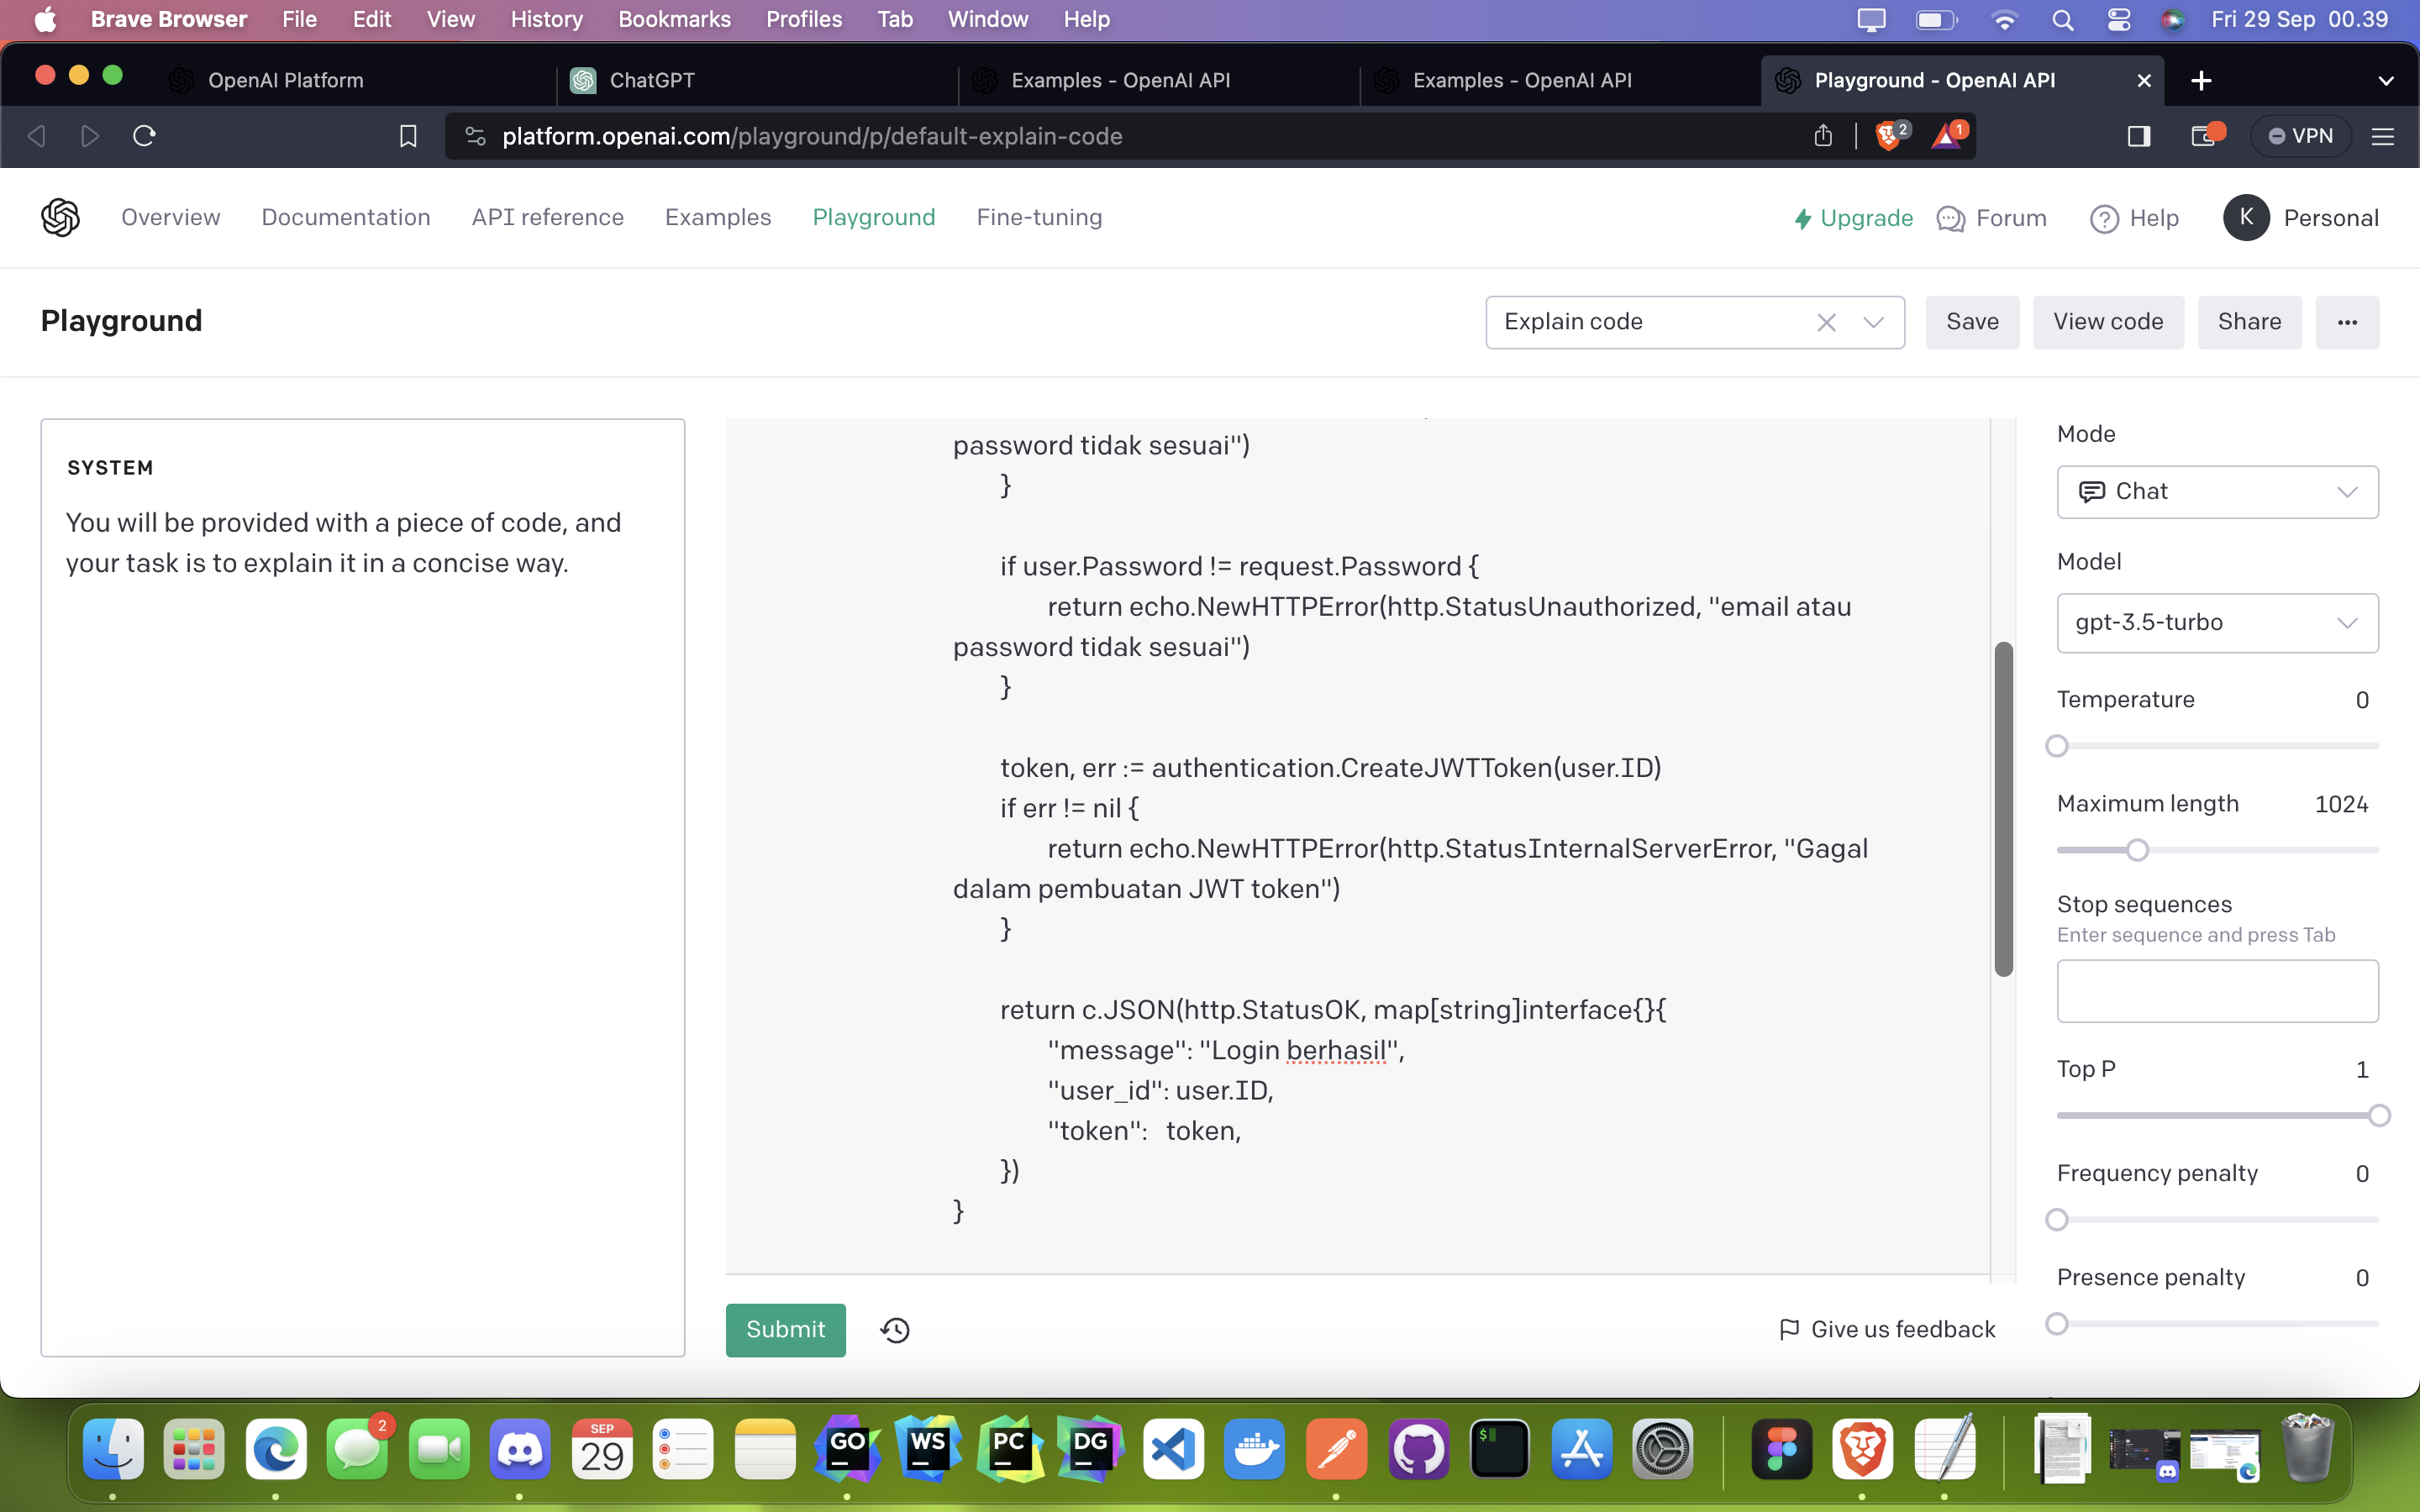 Brave Browser File Edit View History Bookmarks Profiles Tab Window Help Fri 29 Sep 00.39
OpenAI Platform ChatGPT Examples - OpenAI API Examples - OpenAI API Playground - OpenAI API
platform.openai.com/playground/p/default-explain-code 2 1 VPN
Overview Documentation API reference Examples Playground Fine-tuning Upgrade Forum Help K Personal
Playground Explain code Save View code Share ...
SYSTEM
You will be provided with a piece of code, and
your task is to explain it in a concise way.
password tidak sesuai")
}
if user.Password != request.Password {
return echo.NewHTTPError(http.StatusUnauthorized, "email atau
password tidak sesuai")
}
token, err := authentication.CreateJWTToken(user.ID)
if err != nil {
return echo.NewHTTPError(http.StatusInternalServerError, "Gagal
dalam pembuatan JWT token")
}
return c.JSON(http.StatusOK, map[string]interface{}{
"message": "Login berhasil",
"user_id": user.ID,
"token": token,
})
}
Submit
Give us feedback
Mode
Chat
Model
gpt-3.5-turbo
Temperature 0
Maximum length 1024
Stop sequences
Enter sequence and press Tab
Top P 1
Frequency penalty 0
Presence penalty 0
2 SEP 29 GO WS PC DG $